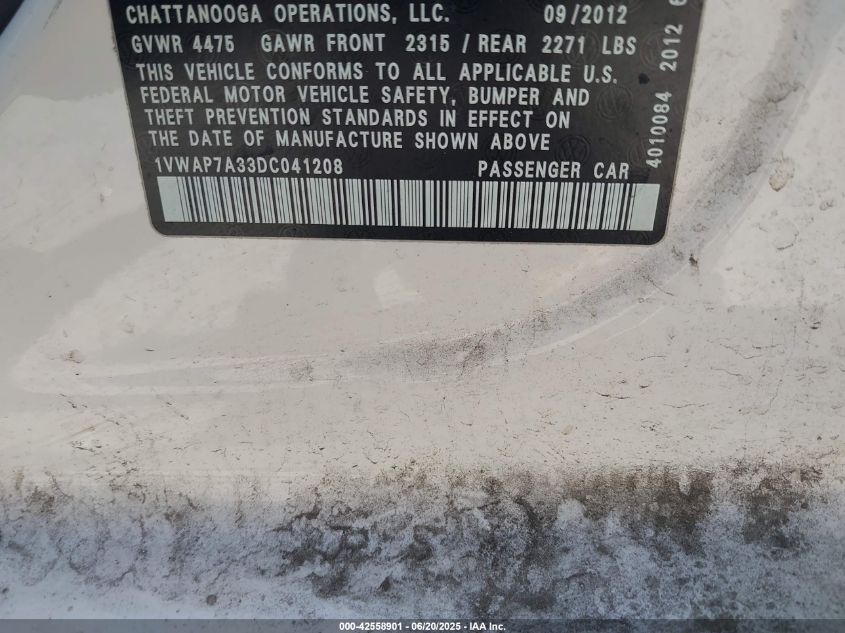 CHATTANOOGA OPERATIONS, LLC. 09/2012
GVWR 4475 GAWR FRONT 2315 / REAR 2271 LBS
THIS VEHICLE CONFORMS TO ALL APPLICABLE U.S.
FEDERAL MOTOR VEHICLE SAFETY, BUMPER AND
THEFT PREVENTION STANDARDS IN EFFECT ON
THE DATE OF MANUFACTURE SHOWN ABOVE
1VWAP7A33DC041208 PASSENGER CAR
4010084 2012
000-42558901 - 06/20/2025 - IAA Inc.